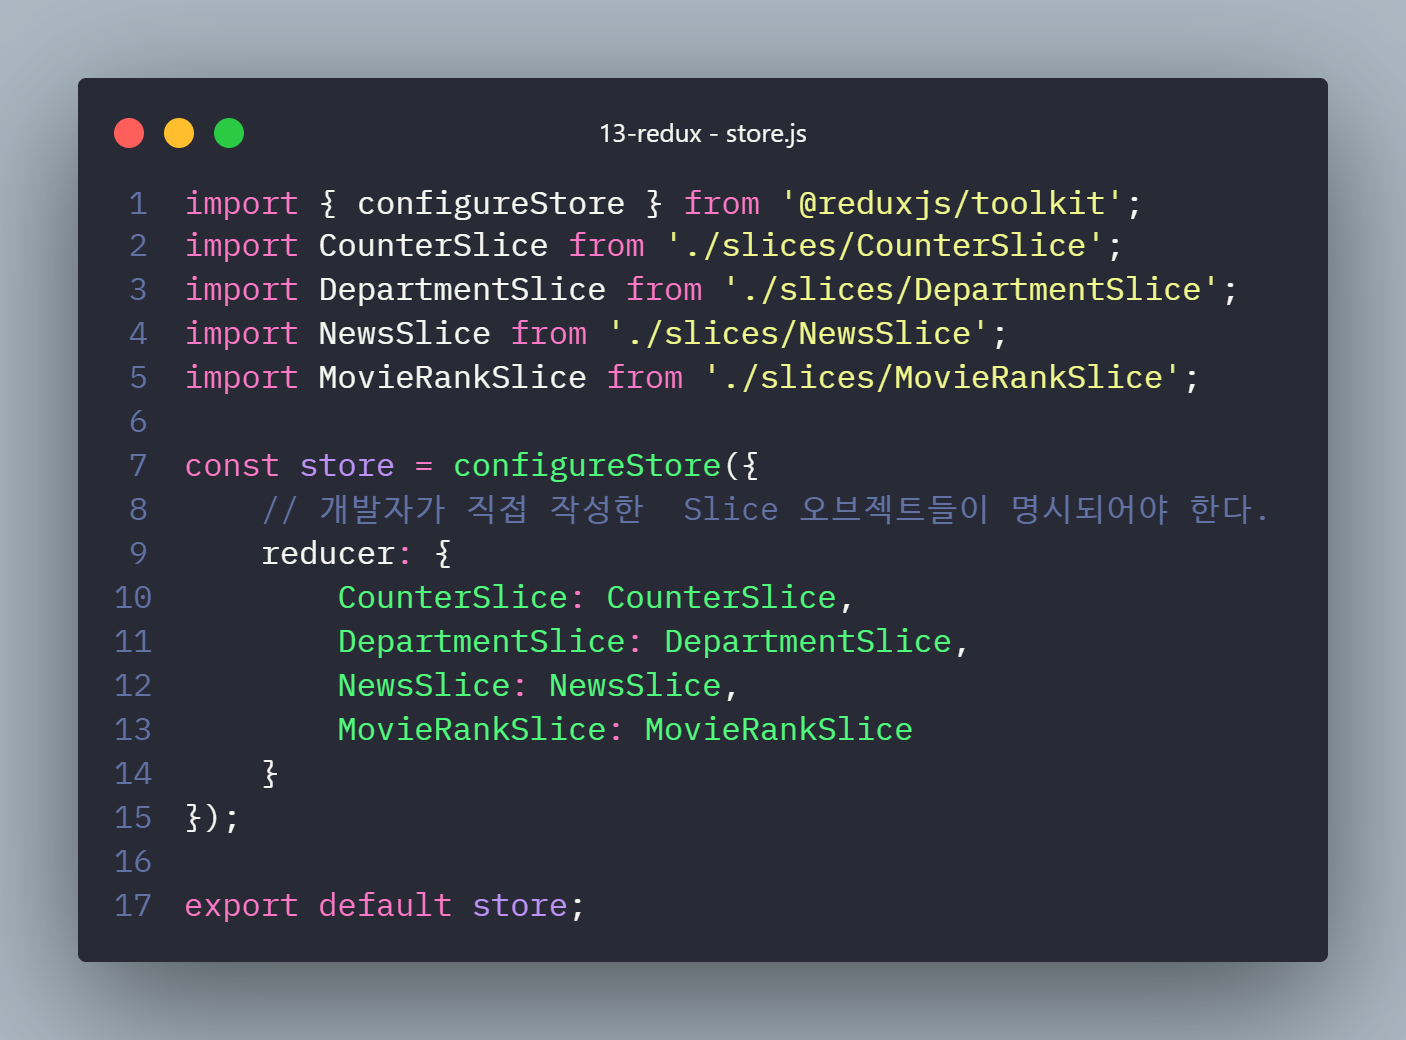 13-redux - store.js
1 import { configureStore } from '@reduxjs/toolkit';
2 import CounterSlice from './slices/CounterSlice';
3 import DepartmentSlice from './slices/DepartmentSlice';
4 import NewsSlice from './slices/NewsSlice';
5 import MovieRankSlice from './slices/MovieRankSlice';
6
7 const store = configureStore({
8     // 개발자가 직접 작성한  Slice 오브젝트들이 명시되어야 한다.
9     reducer: {
10         CounterSlice: CounterSlice,
11         DepartmentSlice: DepartmentSlice,
12         NewsSlice: NewsSlice,
13         MovieRankSlice: MovieRankSlice
14     }
15 });
16
17 export default store;